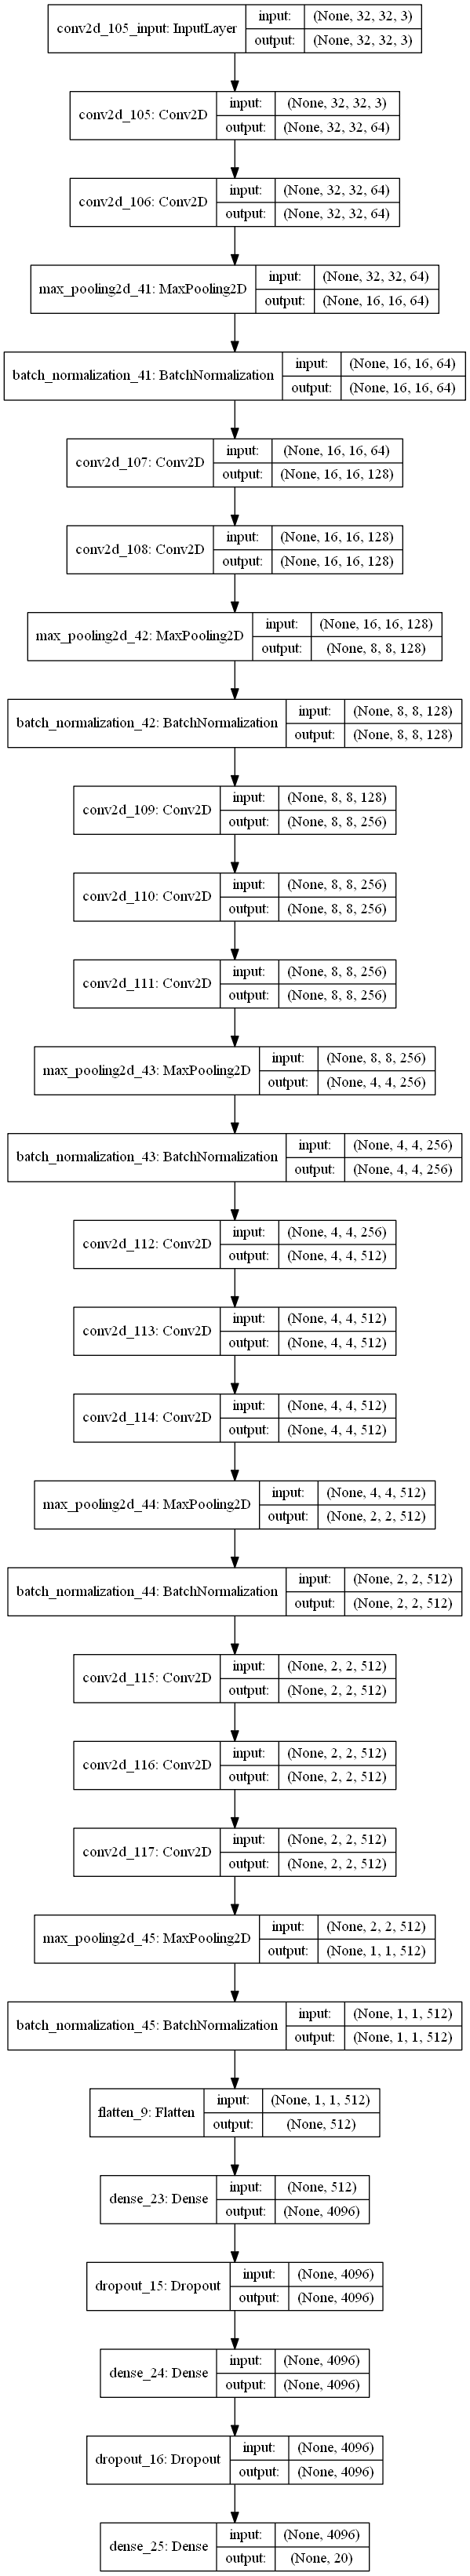 conv2d_105_input: InputLayer input: (None, 32, 32, 3)
output: (None, 32, 32, 3)
conv2d_105: Conv2D input: (None, 32, 32, 3)
output: (None, 32, 32, 64)
conv2d_106: Conv2D input: (None, 32, 32, 64)
output: (None, 32, 32, 64)
max_pooling2d_41: MaxPooling2D input: (None, 32, 32, 64)
output: (None, 16, 16, 64)
batch_normalization_41: BatchNormalization input: (None, 16, 16, 64)
output: (None, 16, 16, 64)
conv2d_107: Conv2D input: (None, 16, 16, 64)
output: (None, 16, 16, 128)
conv2d_108: Conv2D input: (None, 16, 16, 128)
output: (None, 16, 16, 128)
max_pooling2d_42: MaxPooling2D input: (None, 16, 16, 128)
output: (None, 8, 8, 128)
batch_normalization_42: BatchNormalization input: (None, 8, 8, 128)
output: (None, 8, 8, 128)
conv2d_109: Conv2D input: (None, 8, 8, 128)
output: (None, 8, 8, 256)
conv2d_110: Conv2D input: (None, 8, 8, 256)
output: (None, 8, 8, 256)
conv2d_111: Conv2D input: (None, 8, 8, 256)
output: (None, 8, 8, 256)
max_pooling2d_43: MaxPooling2D input: (None, 8, 8, 256)
output: (None, 4, 4, 256)
batch_normalization_43: BatchNormalization input: (None, 4, 4, 256)
output: (None, 4, 4, 256)
conv2d_112: Conv2D input: (None, 4, 4, 256)
output: (None, 4, 4, 512)
conv2d_113: Conv2D input: (None, 4, 4, 512)
output: (None, 4, 4, 512)
conv2d_114: Conv2D input: (None, 4, 4, 512)
output: (None, 4, 4, 512)
max_pooling2d_44: MaxPooling2D input: (None, 4, 4, 512)
output: (None, 2, 2, 512)
batch_normalization_44: BatchNormalization input: (None, 2, 2, 512)
output: (None, 2, 2, 512)
conv2d_115: Conv2D input: (None, 2, 2, 512)
output: (None, 2, 2, 512)
conv2d_116: Conv2D input: (None, 2, 2, 512)
output: (None, 2, 2, 512)
conv2d_117: Conv2D input: (None, 2, 2, 512)
output: (None, 2, 2, 512)
max_pooling2d_45: MaxPooling2D input: (None, 2, 2, 512)
output: (None, 1, 1, 512)
batch_normalization_45: BatchNormalization input: (None, 1, 1, 512)
output: (None, 1, 1, 512)
flatten_9: Flatten input: (None, 1, 1, 512)
output: (None, 512)
dense_23: Dense input: (None, 512)
output: (None, 4096)
dropout_15: Dropout input: (None, 4096)
output: (None, 4096)
dense_24: Dense input: (None, 4096)
output: (None, 4096)
dropout_16: Dropout input: (None, 4096)
output: (None, 4096)
dense_25: Dense input: (None, 4096)
output: (None, 20)